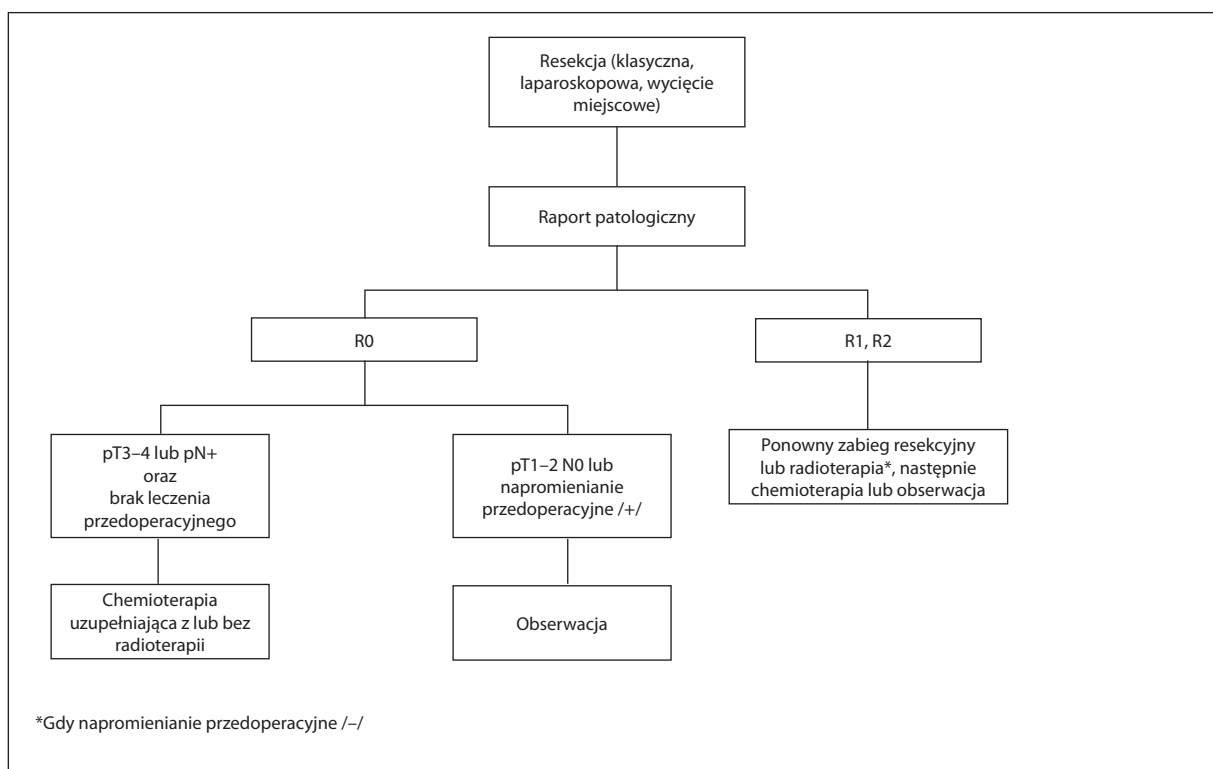 Resekcja (klasyczna,
laparoskopowa, wycięcie
miejscowe)
Raport patologiczny
R0
R1, R2
pT3–4 lub pN+
oraz
brak leczenia
przedoperacyjnego
pT1–2 N0 lub
napromienianie
przedoperacyjne /+/
Ponowny zabieg resekcyjny
lub radioterapia*, następnie
chemioterapia lub obserwacja
Chemioterapia
uzupełniająca z lub bez
radioterapii
Obserwacja
*Gdy napromienianie przedoperacyjne /–/